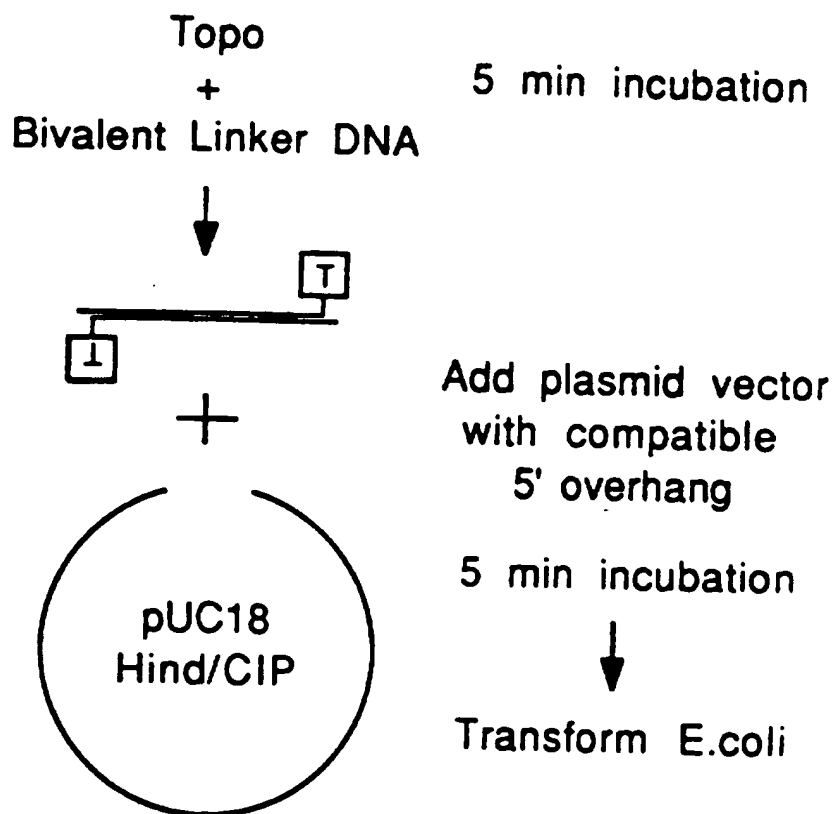 Topo
+
Bivalent Linker DNA
5 min incubation
T
T
Add plasmid vector
with compatible
5' overhang
5 min incubation
pUC18
Hind/CIP
Transform E.coli